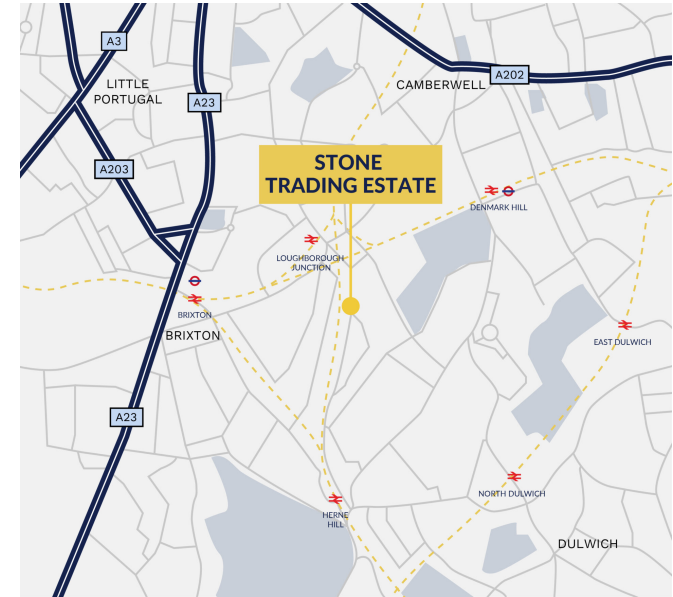 A3
LITTLE
PORTUGAL
A23
CAMBERWELL
A202
STONE
TRADING ESTATE
A203
DENMARK HILL
LOUGHBOROUGH
JUNCTION
BRIXTON
BRIXTON
EAST DULWICH
A23
NORTH DULWICH
HERNE
HILL
DULWICH